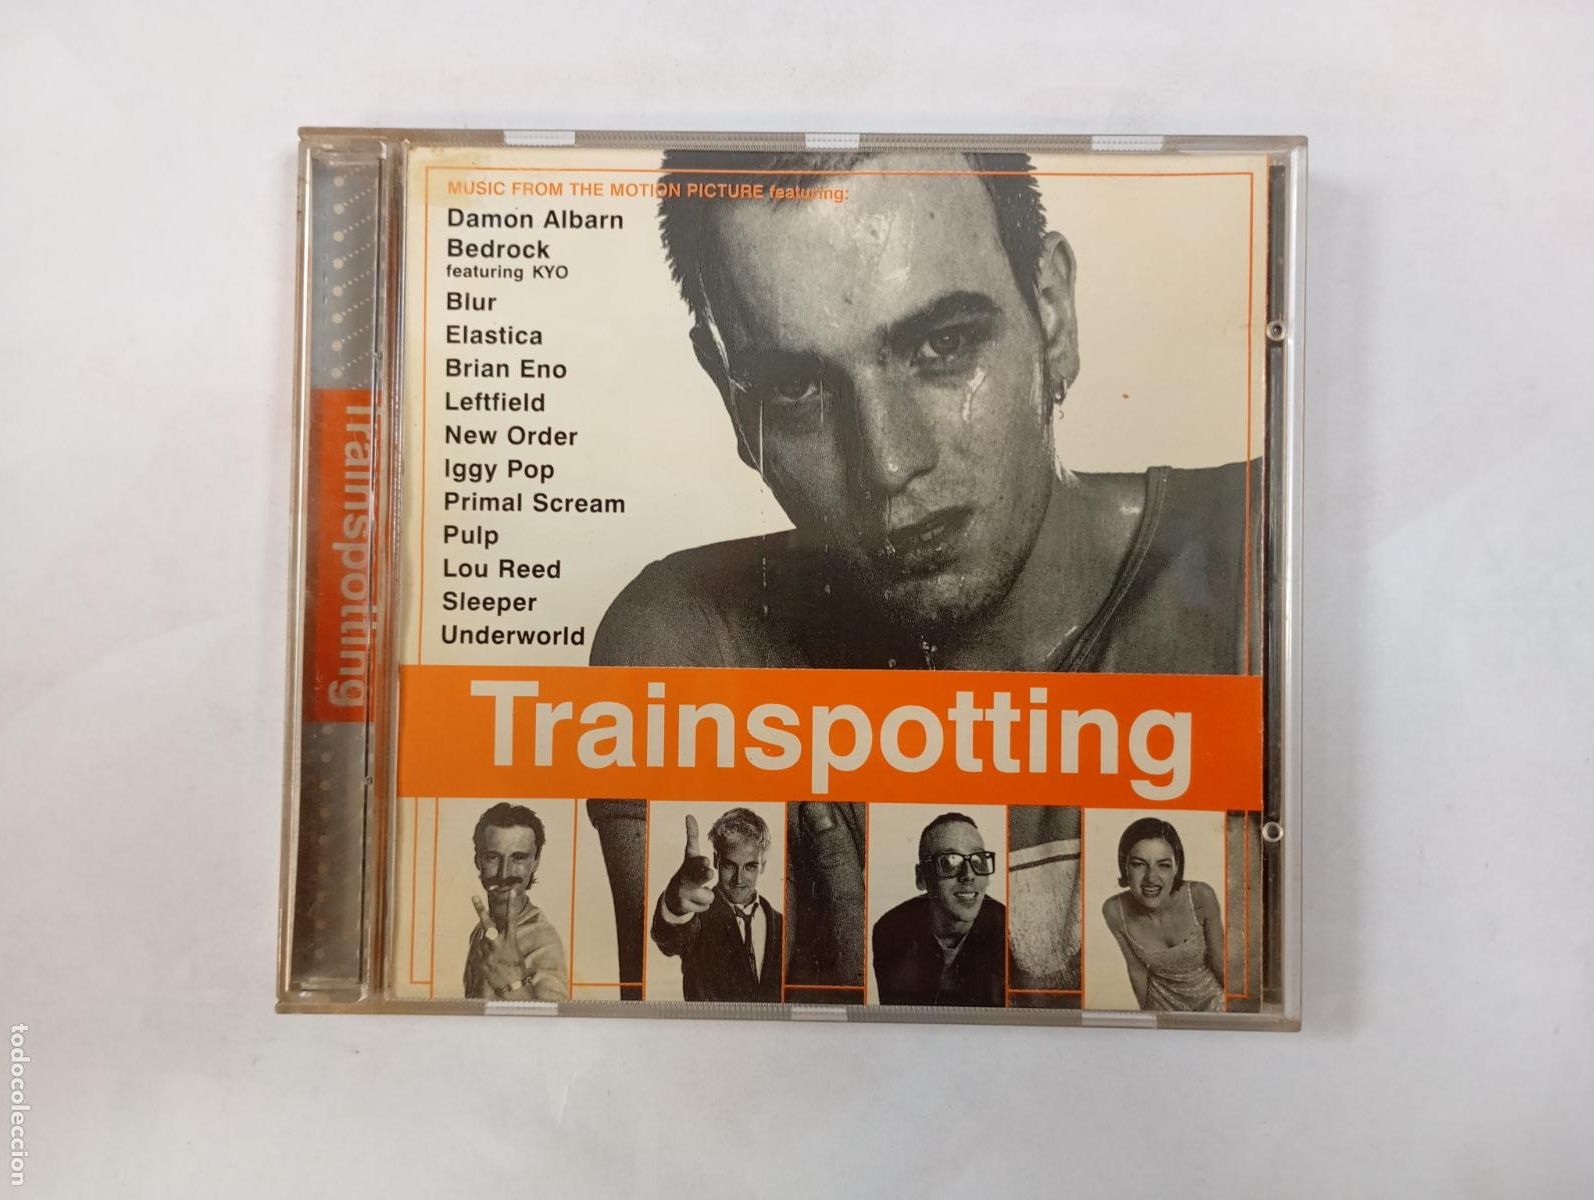 MUSIC FROM THE MOTION PICTURE featuring:
Damon Albarn
Bedrock
featuring KYO
Blur
Elastica
Brian Eno
Leftfield
New Order
Iggy Pop
Primal Scream
Pulp
Lou Reed
Sleeper
Underworld
Trainspotting
Trainspotting
todocoleccion